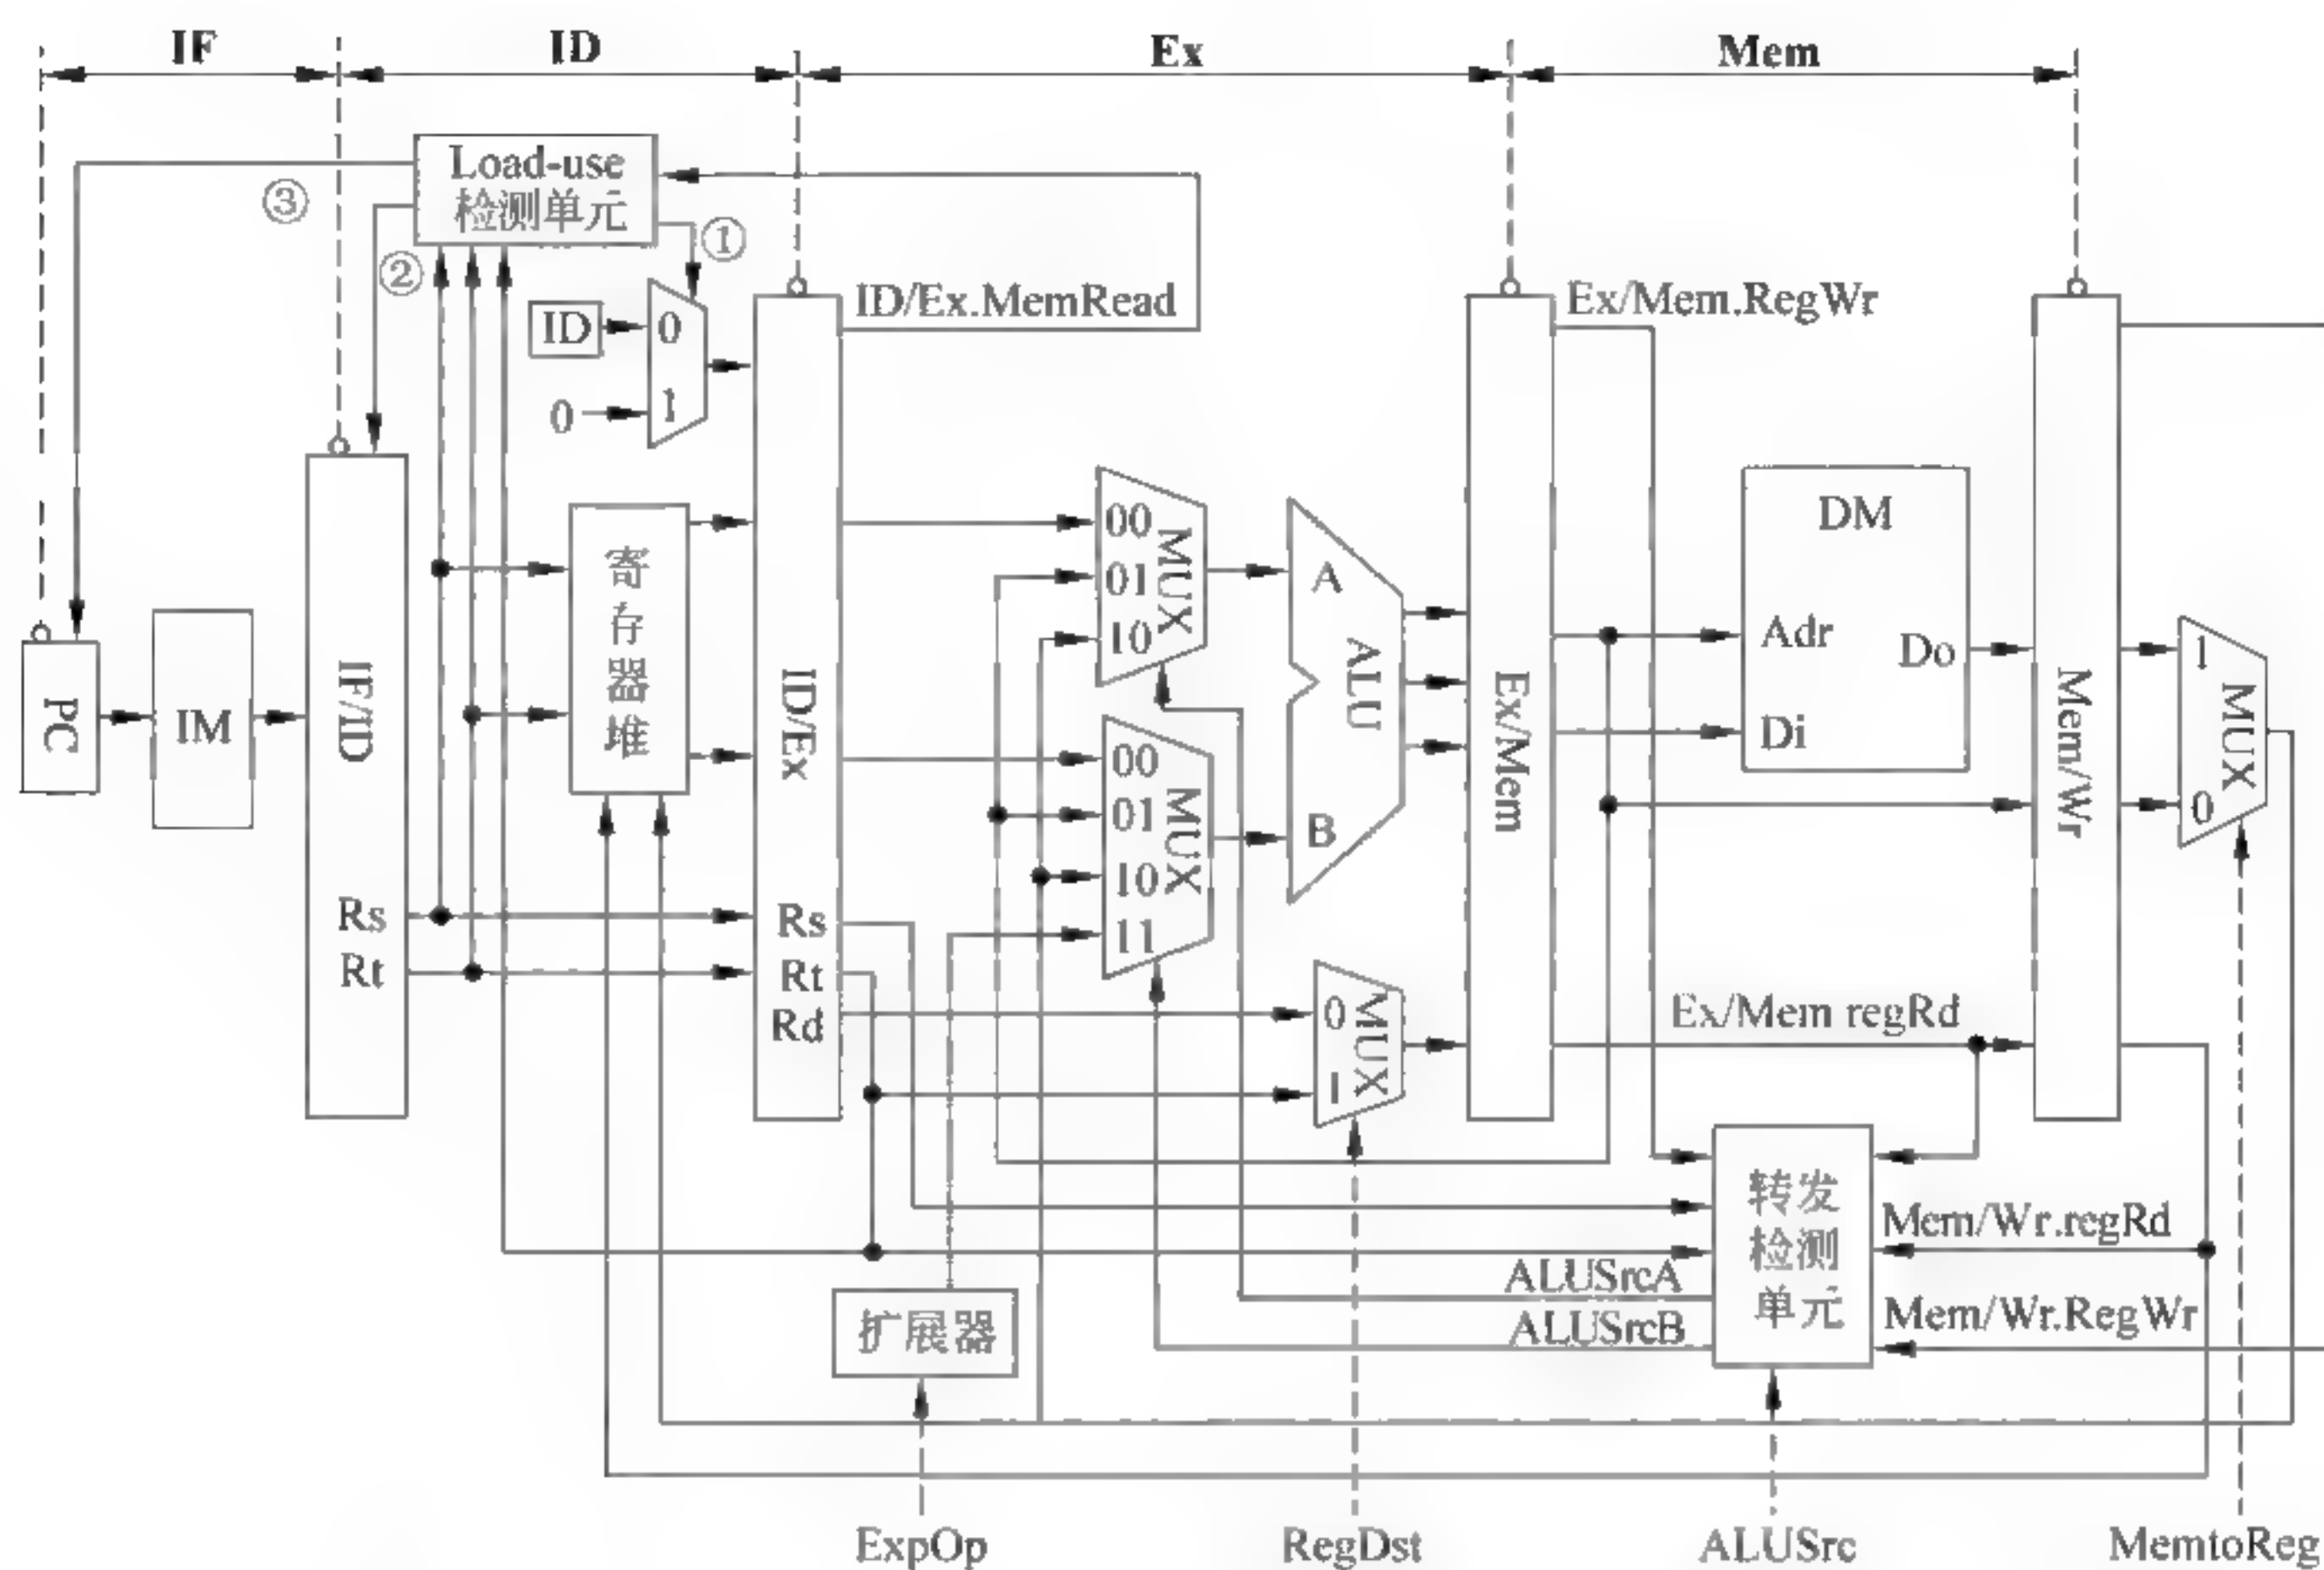 IF
ID
Ex
Mem
Load-use
检测单元
①
②
③
ID
0
0
1
ID/Ex.MemRead
Ex/Mem.RegWr
PC
IM
IF/ID
Rs
Rt
寄存器堆
ID/Ex
Rs
Rt
Rd
00
01
10
MUX
00
01
10
11
MUX
A
B
ALU
0
1
MUX
Ex/Mem
DM
Adr
Do
Di
Mem/Wr
1
0
MUX
Ex/Mem regRd
转发
检测
单元
Mem/Wr.regRd
Mem/Wr.RegWr
ALUSrcA
ALUSrcB
扩展器
ExpOp
RegDst
ALUSrc
MemtoReg